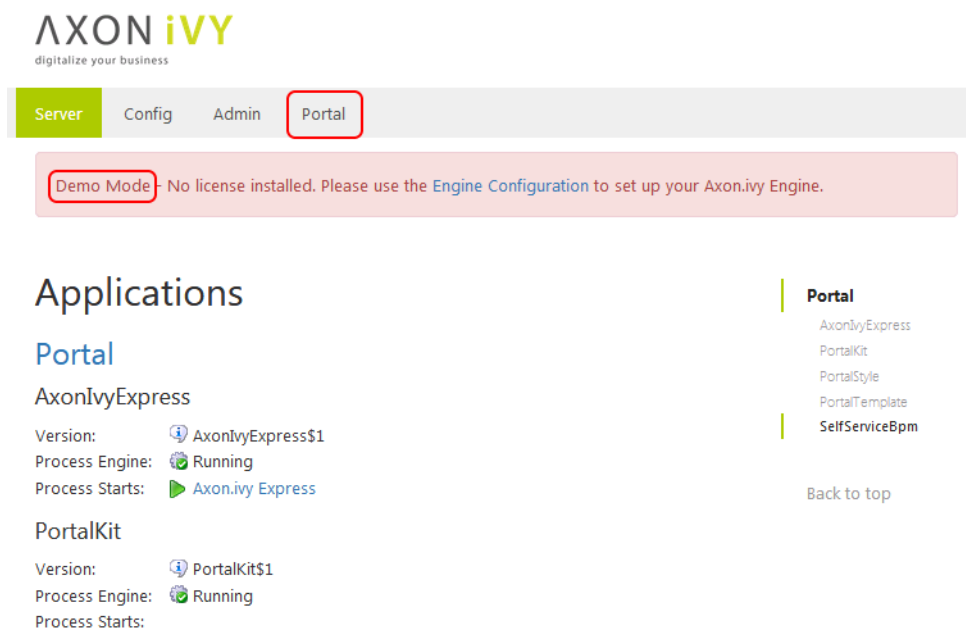 AXON iVY
digitalize your business
Server Config Admin Portal
Demo Mode - No license installed. Please use the Engine Configuration to set up your Axon.ivy Engine.
Applications
Portal
AxonIvyExpress
Version: AxonIvyExpress$1
Process Engine: Running
Process Starts: Axon.ivy Express
PortalKit
Version: PortalKit$1
Process Engine: Running
Process Starts:
Portal
AxonIvyExpress
PortalKit
PortalStyle
PortalTemplate
SelfServiceBpm
Back to top